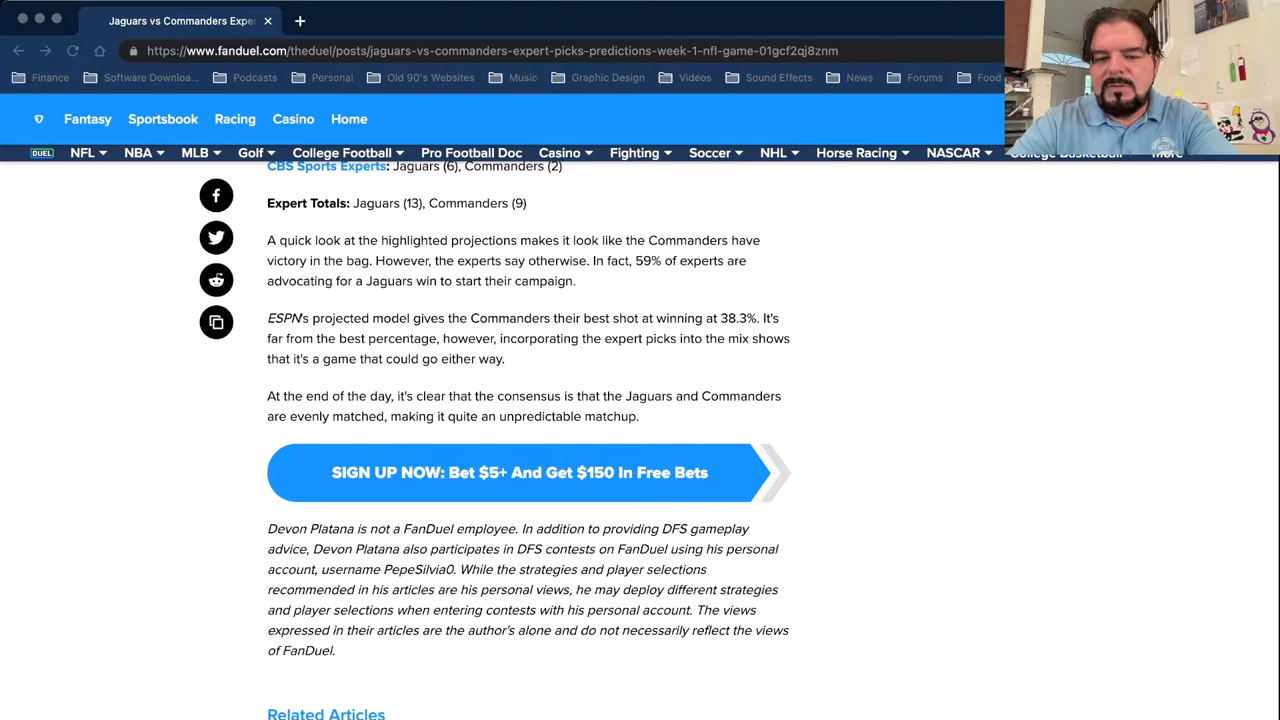 Jaguars vs Commanders Exper
https://www.fanduel.com/theduel/posts/jaguars-vs-commanders-expert-picks-predictions-week-1-nfl-game-01gcf2qj8znm
Finance Software Downloa... Podcasts Personal Old 90's Websites Music Graphic Design Videos Sound Effects News Forums Food
Fantasy Sportsbook Racing Casino Home
DUEL NFL NBA MLB Golf College Football Pro Football Doc Casino Fighting Soccer NHL Horse Racing NASCAR College Basketball More
CBS Sports Experts: Jaguars (6), Commanders (2)
Expert Totals: Jaguars (13), Commanders (9)
A quick look at the highlighted projections makes it look like the Commanders have
victory in the bag. However, the experts say otherwise. In fact, 59% of experts are
advocating for a Jaguars win to start their campaign.
ESPN's projected model gives the Commanders their best shot at winning at 38.3%. It's
far from the best percentage, however, incorporating the expert picks into the mix shows
that it's a game that could go either way.
At the end of the day, it's clear that the consensus is that the Jaguars and Commanders
are evenly matched, making it quite an unpredictable matchup.
SIGN UP NOW: Bet $5+ And Get $150 In Free Bets
Devon Platana is not a FanDuel employee. In addition to providing DFS gameplay
advice, Devon Platana also participates in DFS contests on FanDuel using his personal
account, username PepeSilvia0. While the strategies and player selections
recommended in his articles are his personal views, he may deploy different strategies
and player selections when entering contests with his personal account. The views
expressed in their articles are the author's alone and do not necessarily reflect the views
of FanDuel.
Related Articles